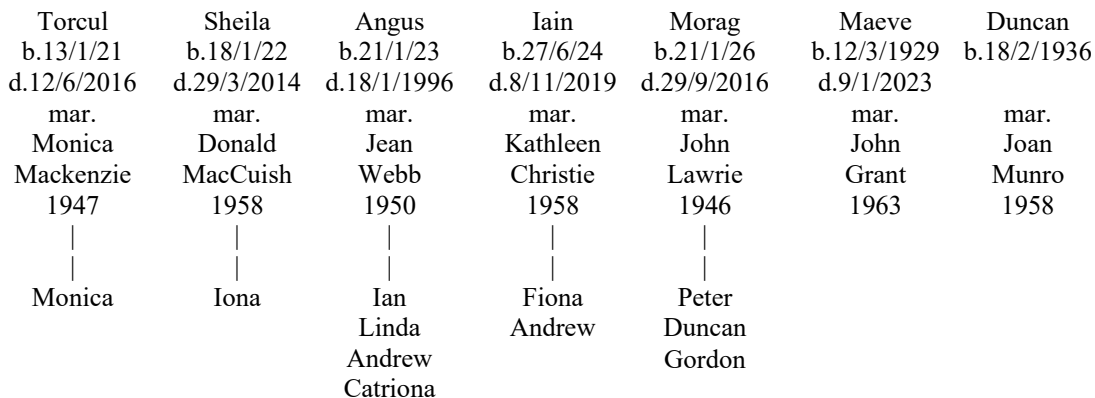 Torcul Sheila Angus Iain Morag Maeve Duncan
b.13/1/21 b.18/1/22 b.21/1/23 b.27/6/24 b.21/1/26 b.12/3/1929 b.18/2/1936
d.12/6/2016 d.29/3/2014 d.18/1/1996 d.8/11/2019 d.29/9/2016 d.9/1/2023
mar. mar. mar. mar. mar. mar. mar.
Monica Donald Jean Kathleen John John Joan
Mackenzie MacCuish Webb Christie Lawrie Grant Munro
1947 1958 1950 1958 1946 1963 1958
Monica Iona Ian Fiona Peter
Linda Andrew Duncan
Andrew Gordon
Catriona